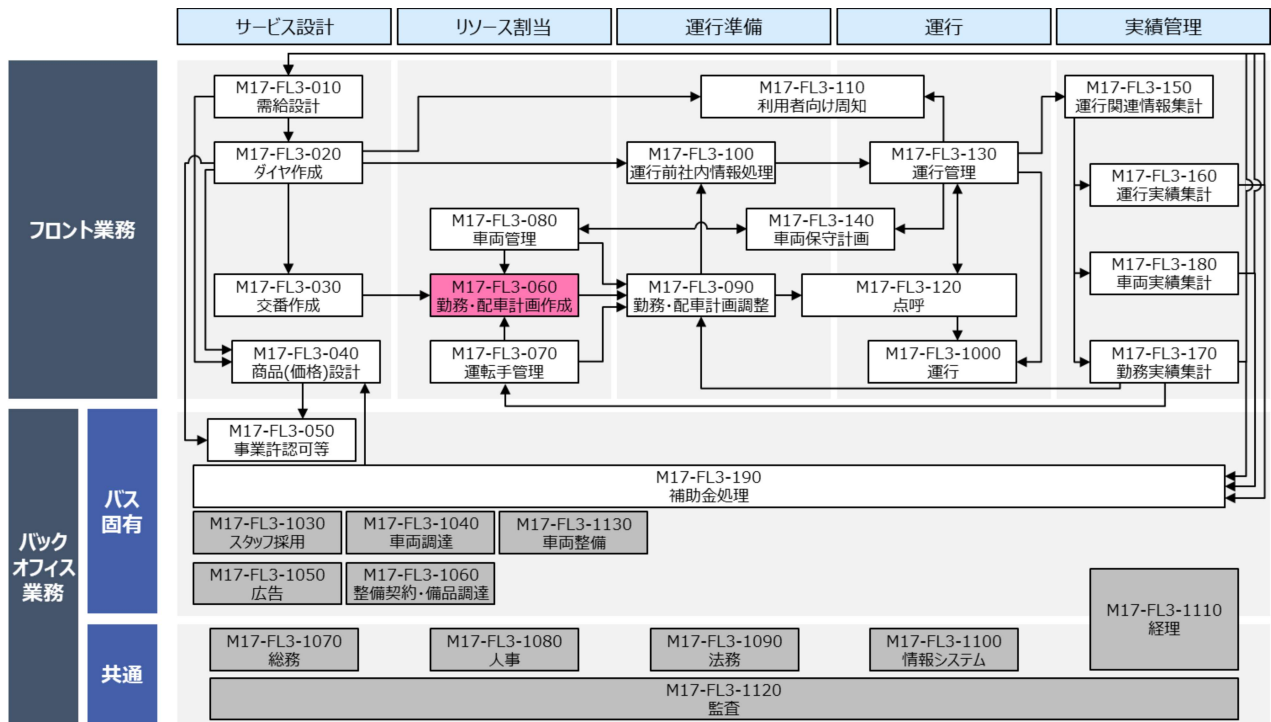 サービス設計
リソース割当
運行準備
運行
実績管理
フロント業務
M17-FL3-010
需給設計
M17-FL3-110
利用者向け周知
M17-FL3-150
運行関連情報集計
M17-FL3-020
ダイヤ作成
M17-FL3-100
運行前社内情報処理
M17-FL3-130
運行管理
M17-FL3-160
運行実績集計
M17-FL3-080
車両管理
M17-FL3-140
車両保守計画
M17-FL3-030
交番作成
M17-FL3-060
勤務・配車計画作成
M17-FL3-090
勤務・配車計画調整
M17-FL3-120
点呼
M17-FL3-180
車両実績集計
M17-FL3-040
商品(価格)設計
M17-FL3-070
運転手管理
M17-FL3-1000
運行
M17-FL3-170
勤務実績集計
バック
オフィス
業務
バス
固有
M17-FL3-050
事業許認可等
M17-FL3-190
補助金処理
M17-FL3-1030
スタッフ採用
M17-FL3-1040
車両調達
M17-FL3-1130
車両整備
M17-FL3-1050
広告
M17-FL3-1060
整備契約・備品調達
M17-FL3-1110
経理
共通
M17-FL3-1070
総務
M17-FL3-1080
人事
M17-FL3-1090
法務
M17-FL3-1100
情報システム
M17-FL3-1120
監査